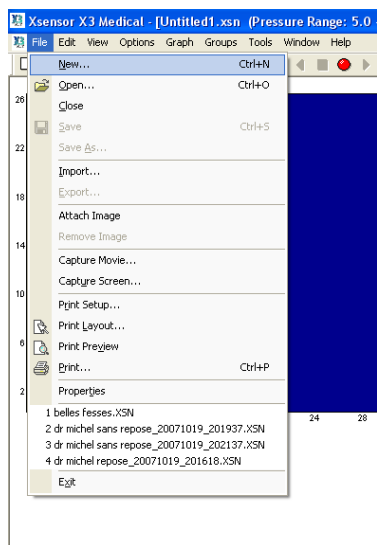 Xsensor X3 Medical - [Untitled1.xsn (Pressure Range: 5.0 -
File Edit View Options Graph Groups Tools Window Help
New... Ctrl+N
Open... Ctrl+O
Close
Save Ctrl+S
Save As...
Import...
Export...
Attach Image
Remove Image
Capture Movie...
Capture Screen...
Print Setup...
Print Layout...
Print Preview
Print... Ctrl+P
Properties
1 belles fesses.XSN
2 dr michel sans repose_20071019_201937.XSN
3 dr michel sans repose_20071019_202137.XSN
4 dr michel repose_20071019_201618.XSN
Exit
26
22
18
14
10
6
2
24 28